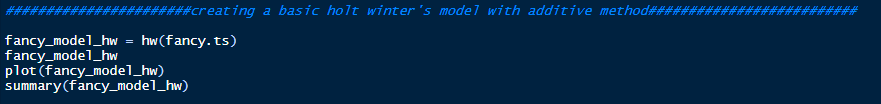 #######################creating a basic holt winter's model with additive method##########################
fancy_model_hw = hw(fancy.ts)
fancy_model_hw
plot(fancy_model_hw)
summary(fancy_model_hw)